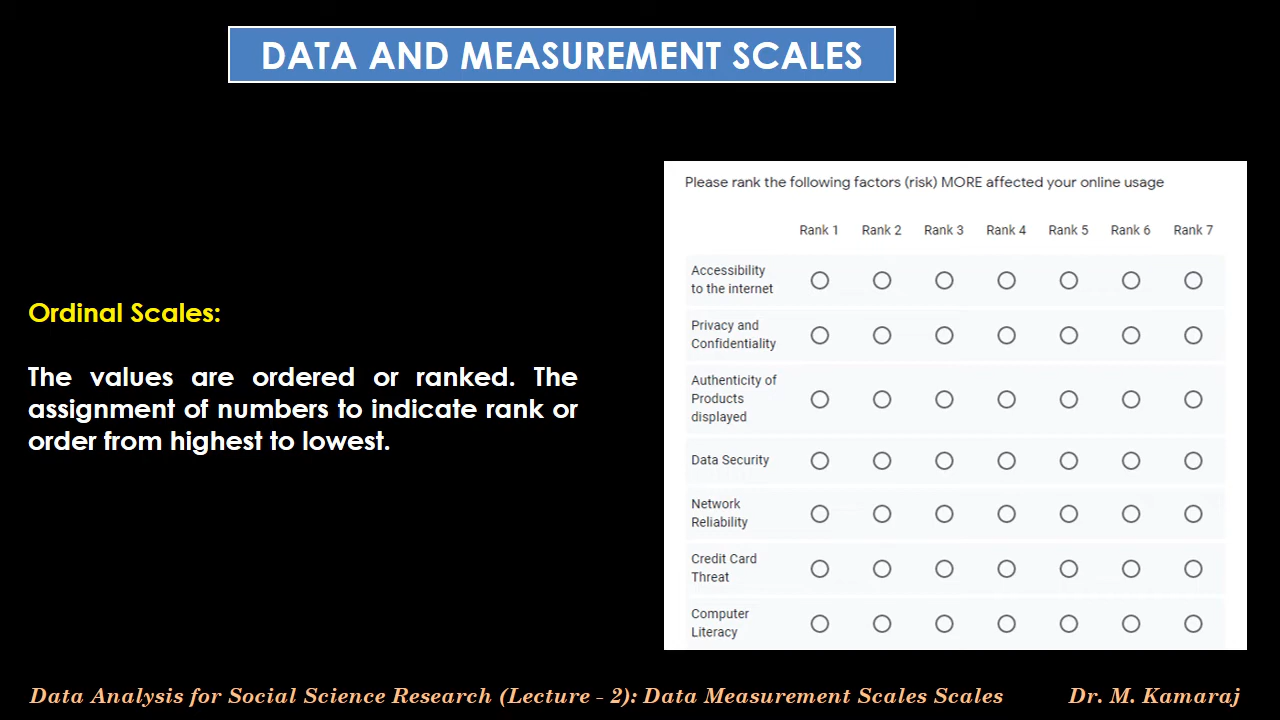 DATA AND MEASUREMENT SCALES
Ordinal Scales:
The values are ordered or ranked. The
assignment of numbers to indicate rank or
order from highest to lowest.
Please rank the following factors (risk) MORE affected your online usage
Rank 1 Rank 2 Rank 3 Rank 4 Rank 5 Rank 6 Rank 7
Accessibility
to the internet
Privacy and
Confidentiality
Authenticity of
Products
displayed
Data Security
Network
Reliability
Credit Card
Threat
Computer
Literacy
Data Analysis for Social Science Research (Lecture - 2): Data Measurement Scales Scales Dr. M. Kamaraj